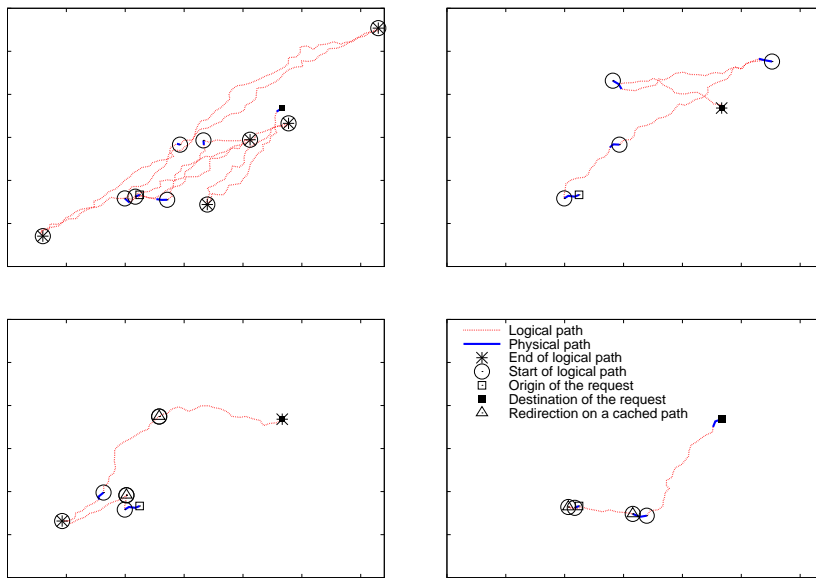 Logical path
Physical path
End of logical path
Start of logical path
Origin of the request
Destination of the request
Redirection on a cached path